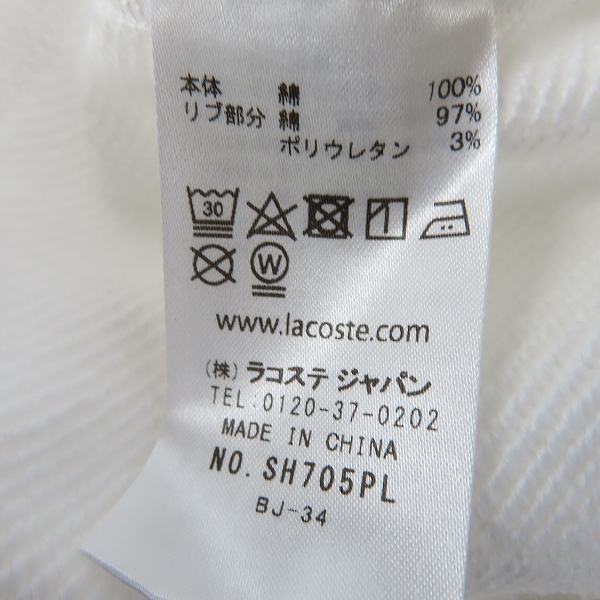 本体 綿 100%
リブ部分 綿 97%
ポリウレタン 3%
30
W
www.lacoste.com
(株) ラコステ ジャパン
TEL:0120-37-0202
MADE IN CHINA
NO. SH705PL
BJ-34